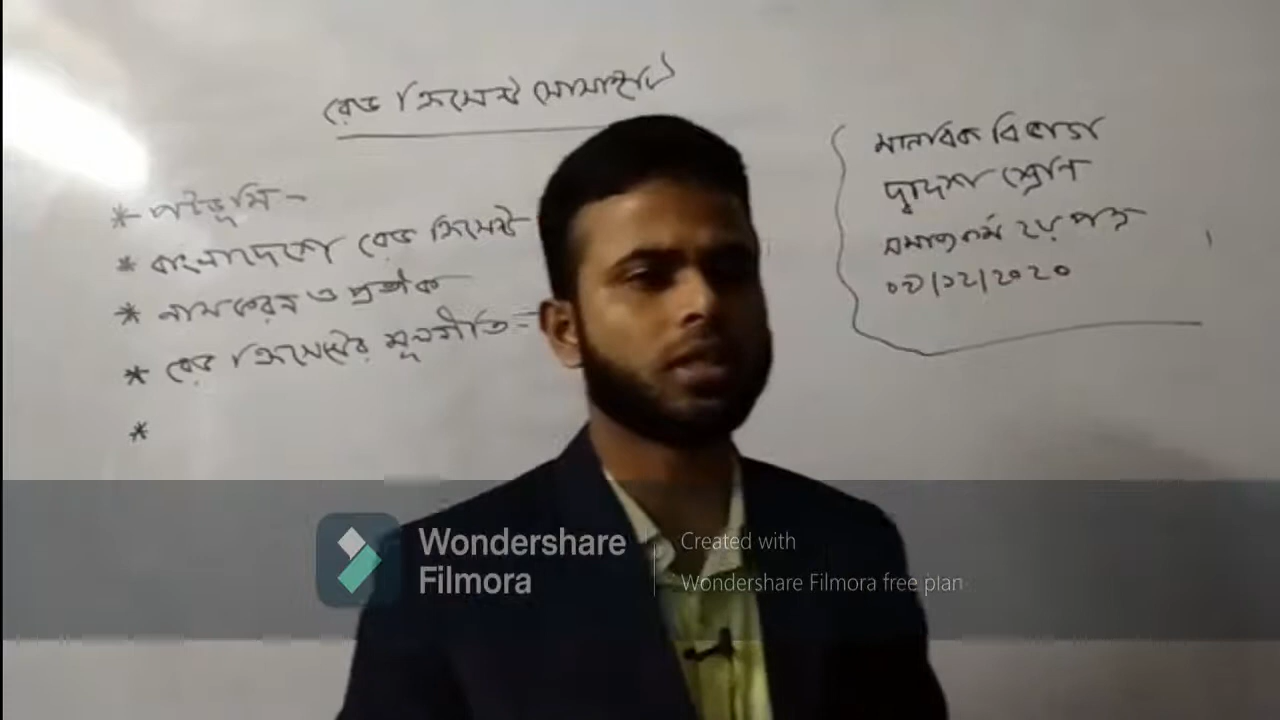 রেড ক্রিসেন্ট সোসাইটি
* পটভূমি -
* বাংলাদেশে রেড ক্রিসেন্ট
* নামকরন ও প্রতীক
* রেড ক্রিসেন্টের মূলনীতি -
*
মানবিক বিভাগ
দ্বাদশ শ্রেণি
সমাজকর্ম ২য় পত্র
০৩/১২/২০২০
Wondershare
Filmora
Created with
Wondershare Filmora free plan